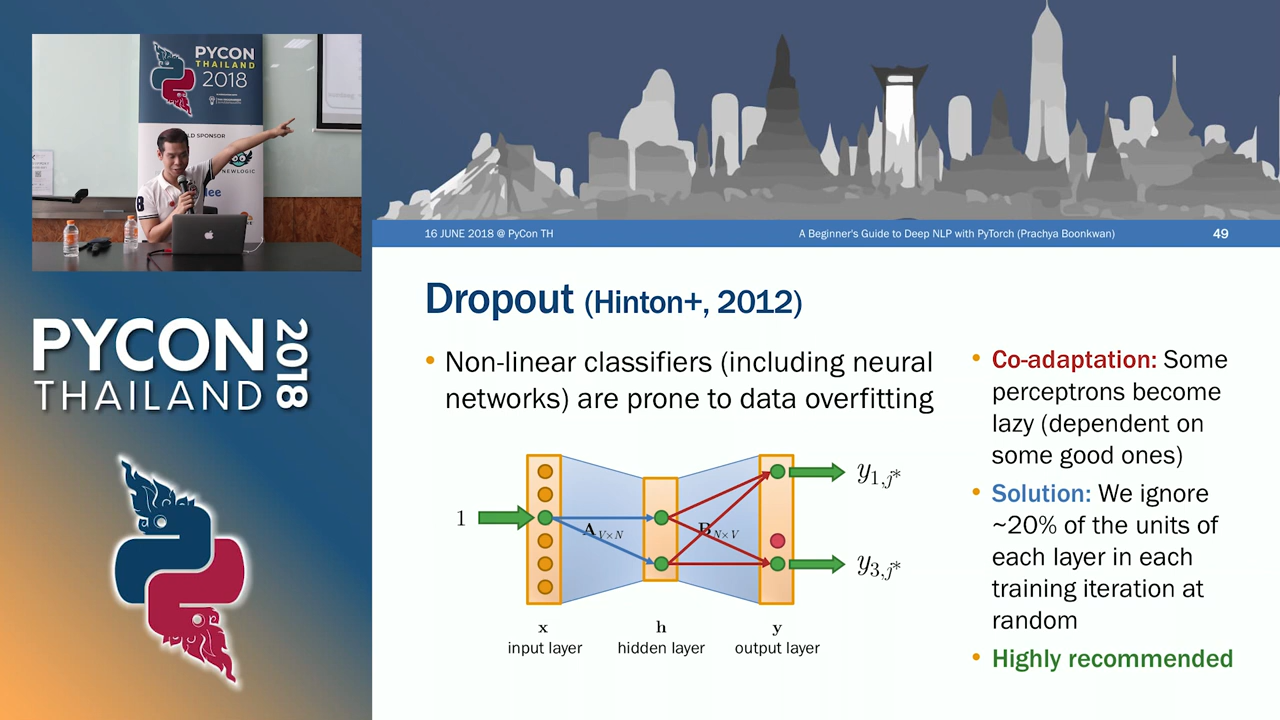 PYCON
THAILAND
2018
LD SPONSOR
NEWLOGIC
PYCON
THAILAND
2018
16 JUNE 2018 @ PyCon TH
A Beginner's Guide to Deep NLP with PyTorch (Prachya Boonkwan)
49
Dropout (Hinton+, 2012)
• Non-linear classifiers (including neural
networks) are prone to data overfitting
1
A V×N
B N×V
y1,j*
y3,j*
x
input layer
h
hidden layer
y
output layer
• Co-adaptation: Some
perceptrons become
lazy (dependent on
some good ones)
• Solution: We ignore
~20% of the units of
each layer in each
training iteration at
random
• Highly recommended